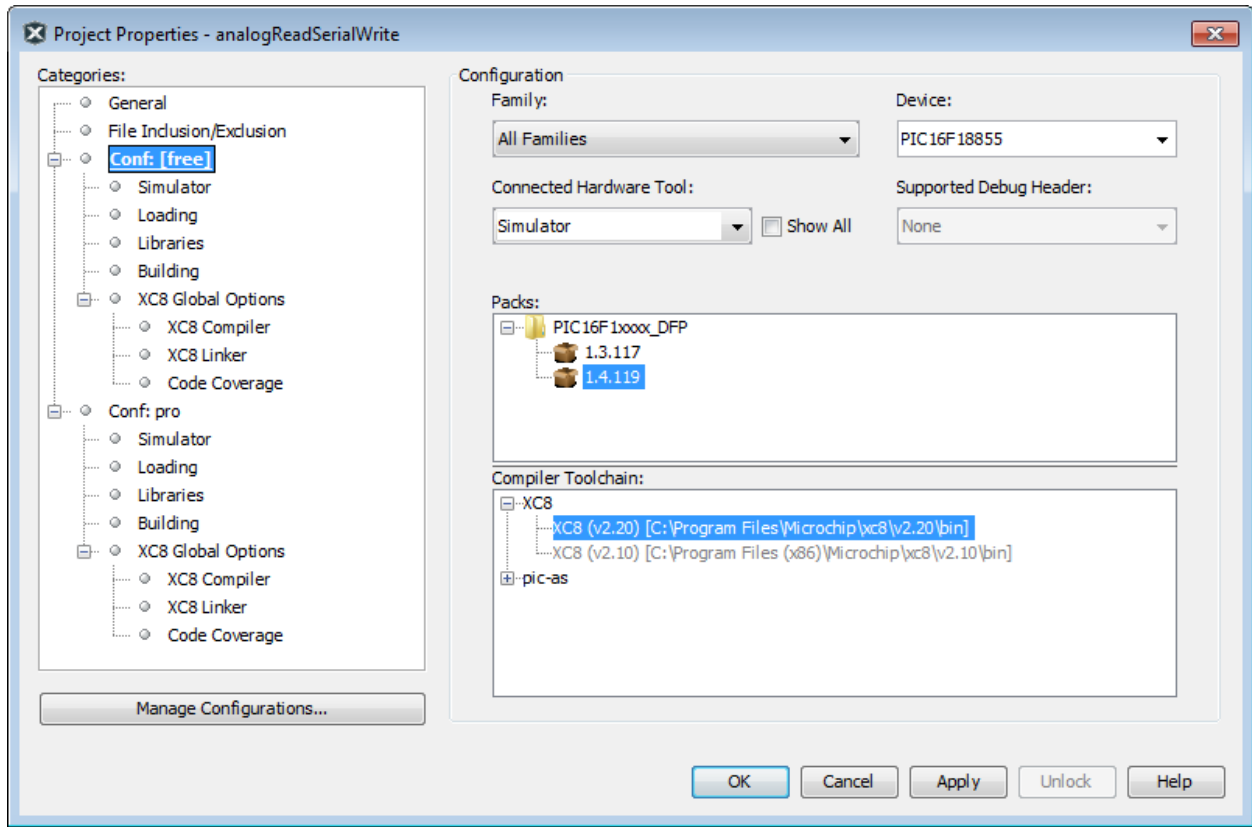 Project Properties - analogReadSerialWrite
Categories:
General
File Inclusion/Exclusion
Conf: [free]
Simulator
Loading
Libraries
Building
XC8 Global Options
XC8 Compiler
XC8 Linker
Code Coverage
Conf: pro
Simulator
Loading
Libraries
Building
XC8 Global Options
XC8 Compiler
XC8 Linker
Code Coverage
Manage Configurations...
Configuration
Family:
Device:
All Families
PIC16F18855
Connected Hardware Tool:
Supported Debug Header:
Simulator
Show All
None
Packs:
PIC16F1xxxx_DFP
1.3.117
1.4.119
Compiler Toolchain:
XC8
XC8 (v2.20) [C:\Program Files\Microchip\xc8\v2.20\bin]
XC8 (v2.10) [C:\Program Files (x86)\Microchip\xc8\v2.10\bin]
pic-as
OK
Cancel
Apply
Unlock
Help